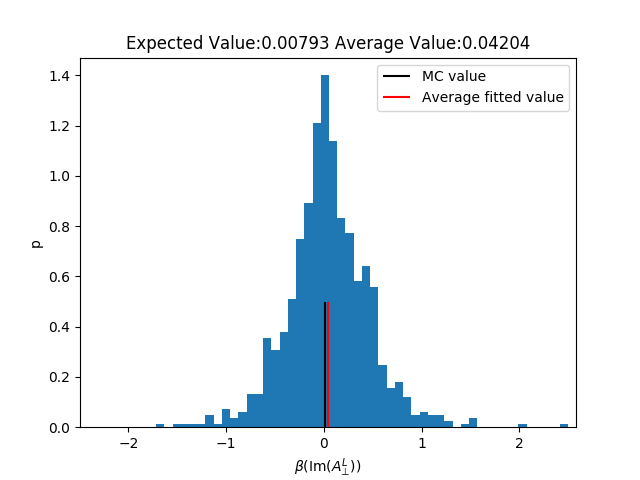 Expected Value:0.00793 Average Value:0.04204
MC value
Average fitted value
1.4
1.2
1.0
0.8
0.6
0.4
0.2
0.0
p
−2 −1 0 1 2
β(Im(A_⊥^L))